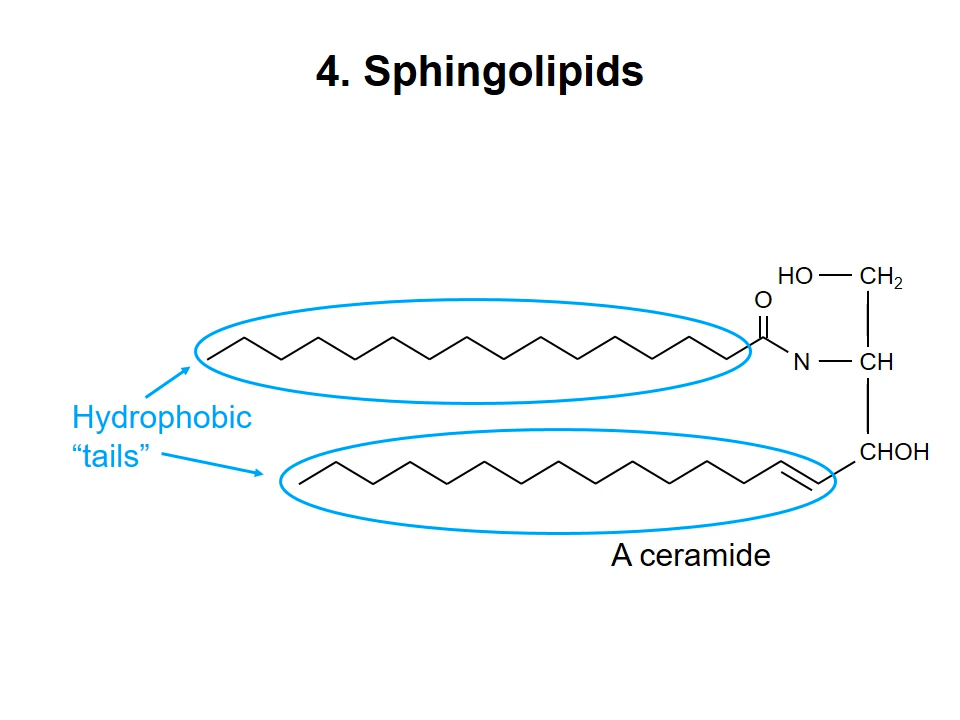 4. Sphingolipids
HO CH₂
O
N CH
Hydrophobic
“tails”
CHOH
A ceramide